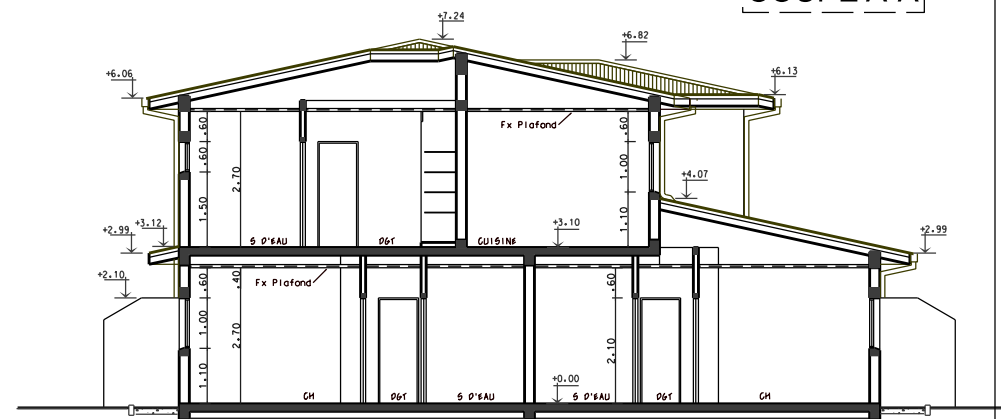 COUPE A'A'
+7.24
+6.82
+6.06
+6.13
Fx Plafond
.60
.60
2.70
1.50
.60
1.00
1.10
+4.07
S D'EAU
DGT
CUISINE
+3.10
+3.12
+2.99
+2.99
+2.10
Fx Plafond
.60
.40
1.00
2.70
1.10
.60
2.10
+0.00
CH
DGT
S D'EAU
S D'EAU
DGT
CH